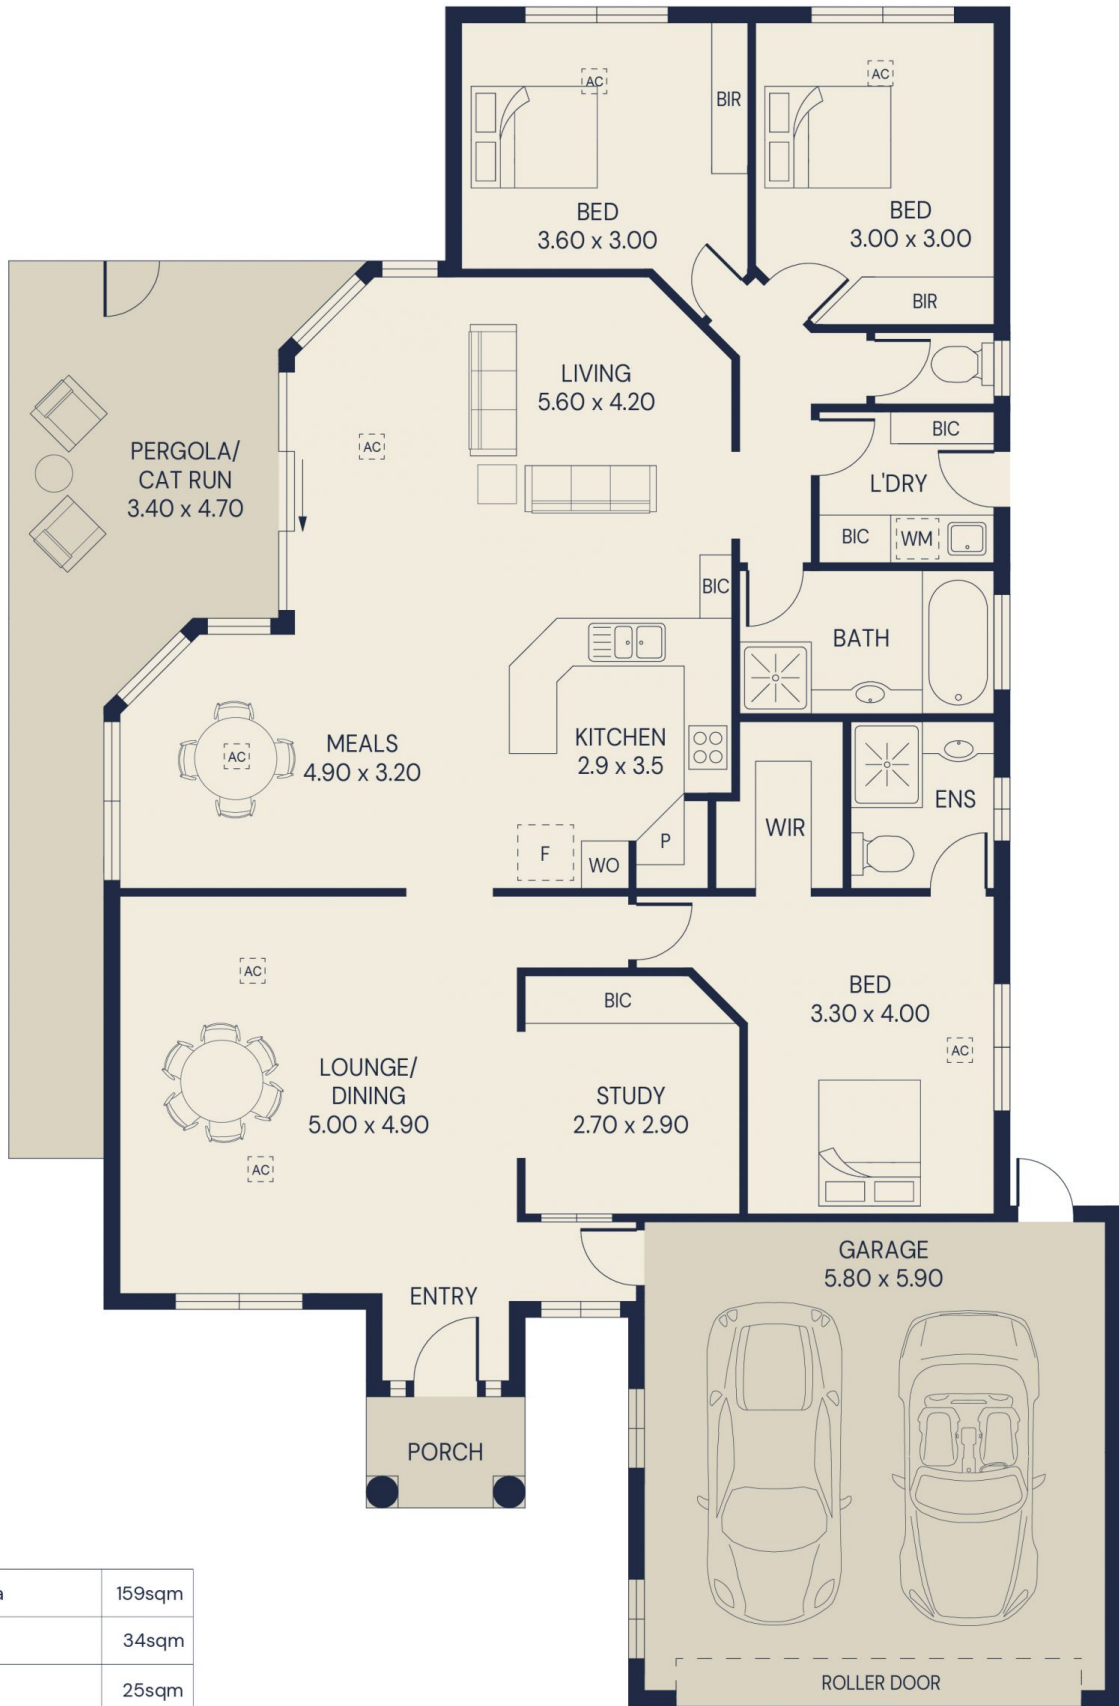 AC
AC
BIR
BED
3.60 x 3.00
BED
3.00 x 3.00
BIR
LIVING
5.60 x 4.20
PERGOLA/
CAT RUN
3.40 x 4.70
AC
BIC
L'DRY
BIC
WM
BIC
BATH
MEALS
4.90 x 3.20
AC
KITCHEN
2.9 x 3.5
ENS
WIR
P
F
WO
AC
BIC
BED
3.30 x 4.00
AC
LOUNGE/
DINING
5.00 x 4.90
STUDY
2.70 x 2.90
AC
GARAGE
5.80 x 5.90
ENTRY
PORCH
159sqm
34sqm
25sqm
ROLLER DOOR